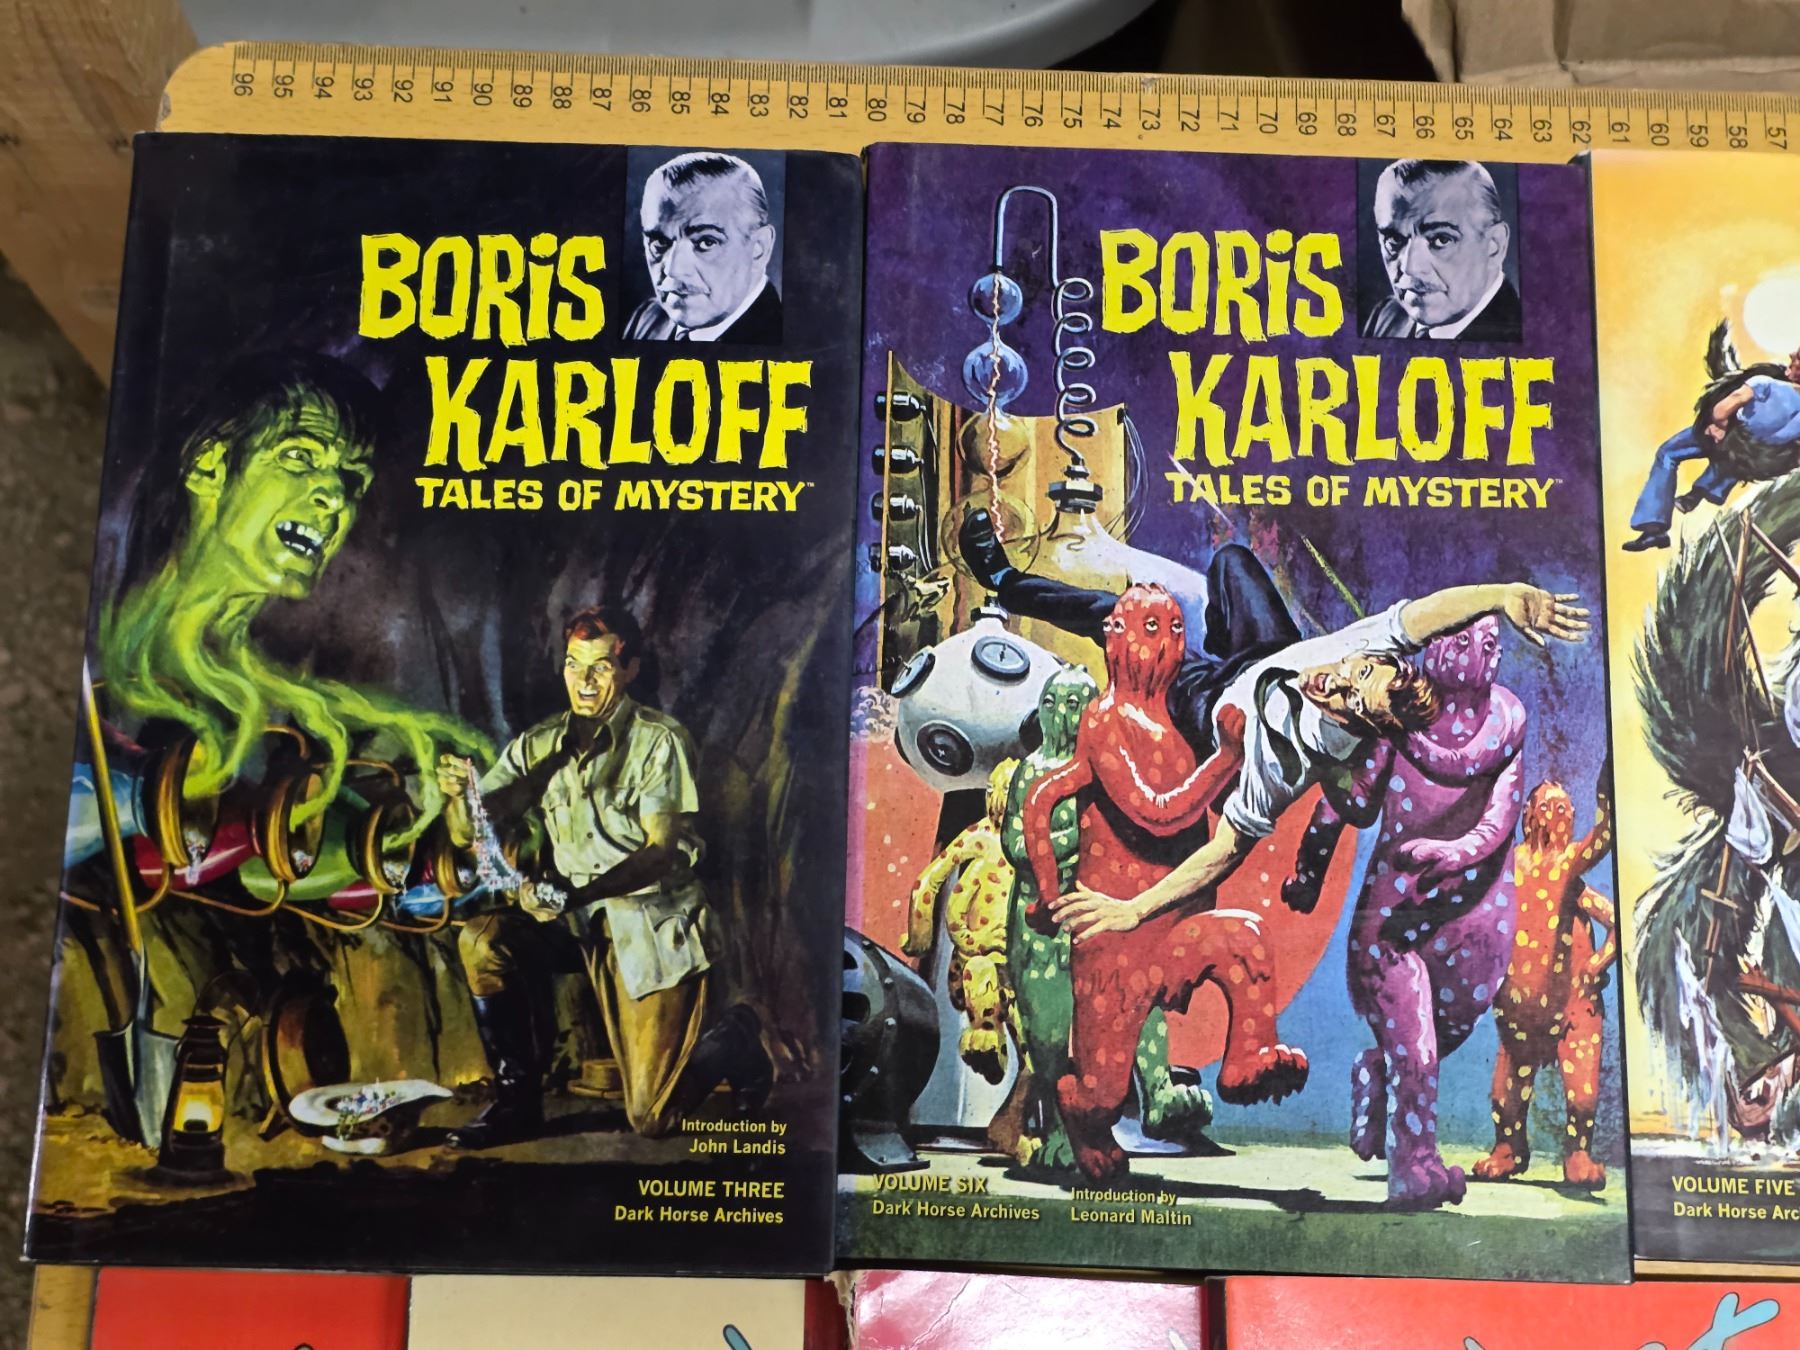 96 95 94 93 92 91 90 89 88 87 86 85 84 83 82 81 80 79 78 77 76 75 74 73 72 71 70 69 68 67 66 65 64 63 62 61 60 59 58 57
BORiS
KARLOFF
TALES OF MYSTERY™
Introduction by
John Landis
VOLUME THREE
Dark Horse Archives
BORiS
KARLOFF
TALES OF MYSTERY™
VOLUME SIX
Dark Horse Archives
Introduction by
Leonard Maltin
VOLUME FIVE
Dark Horse Arc